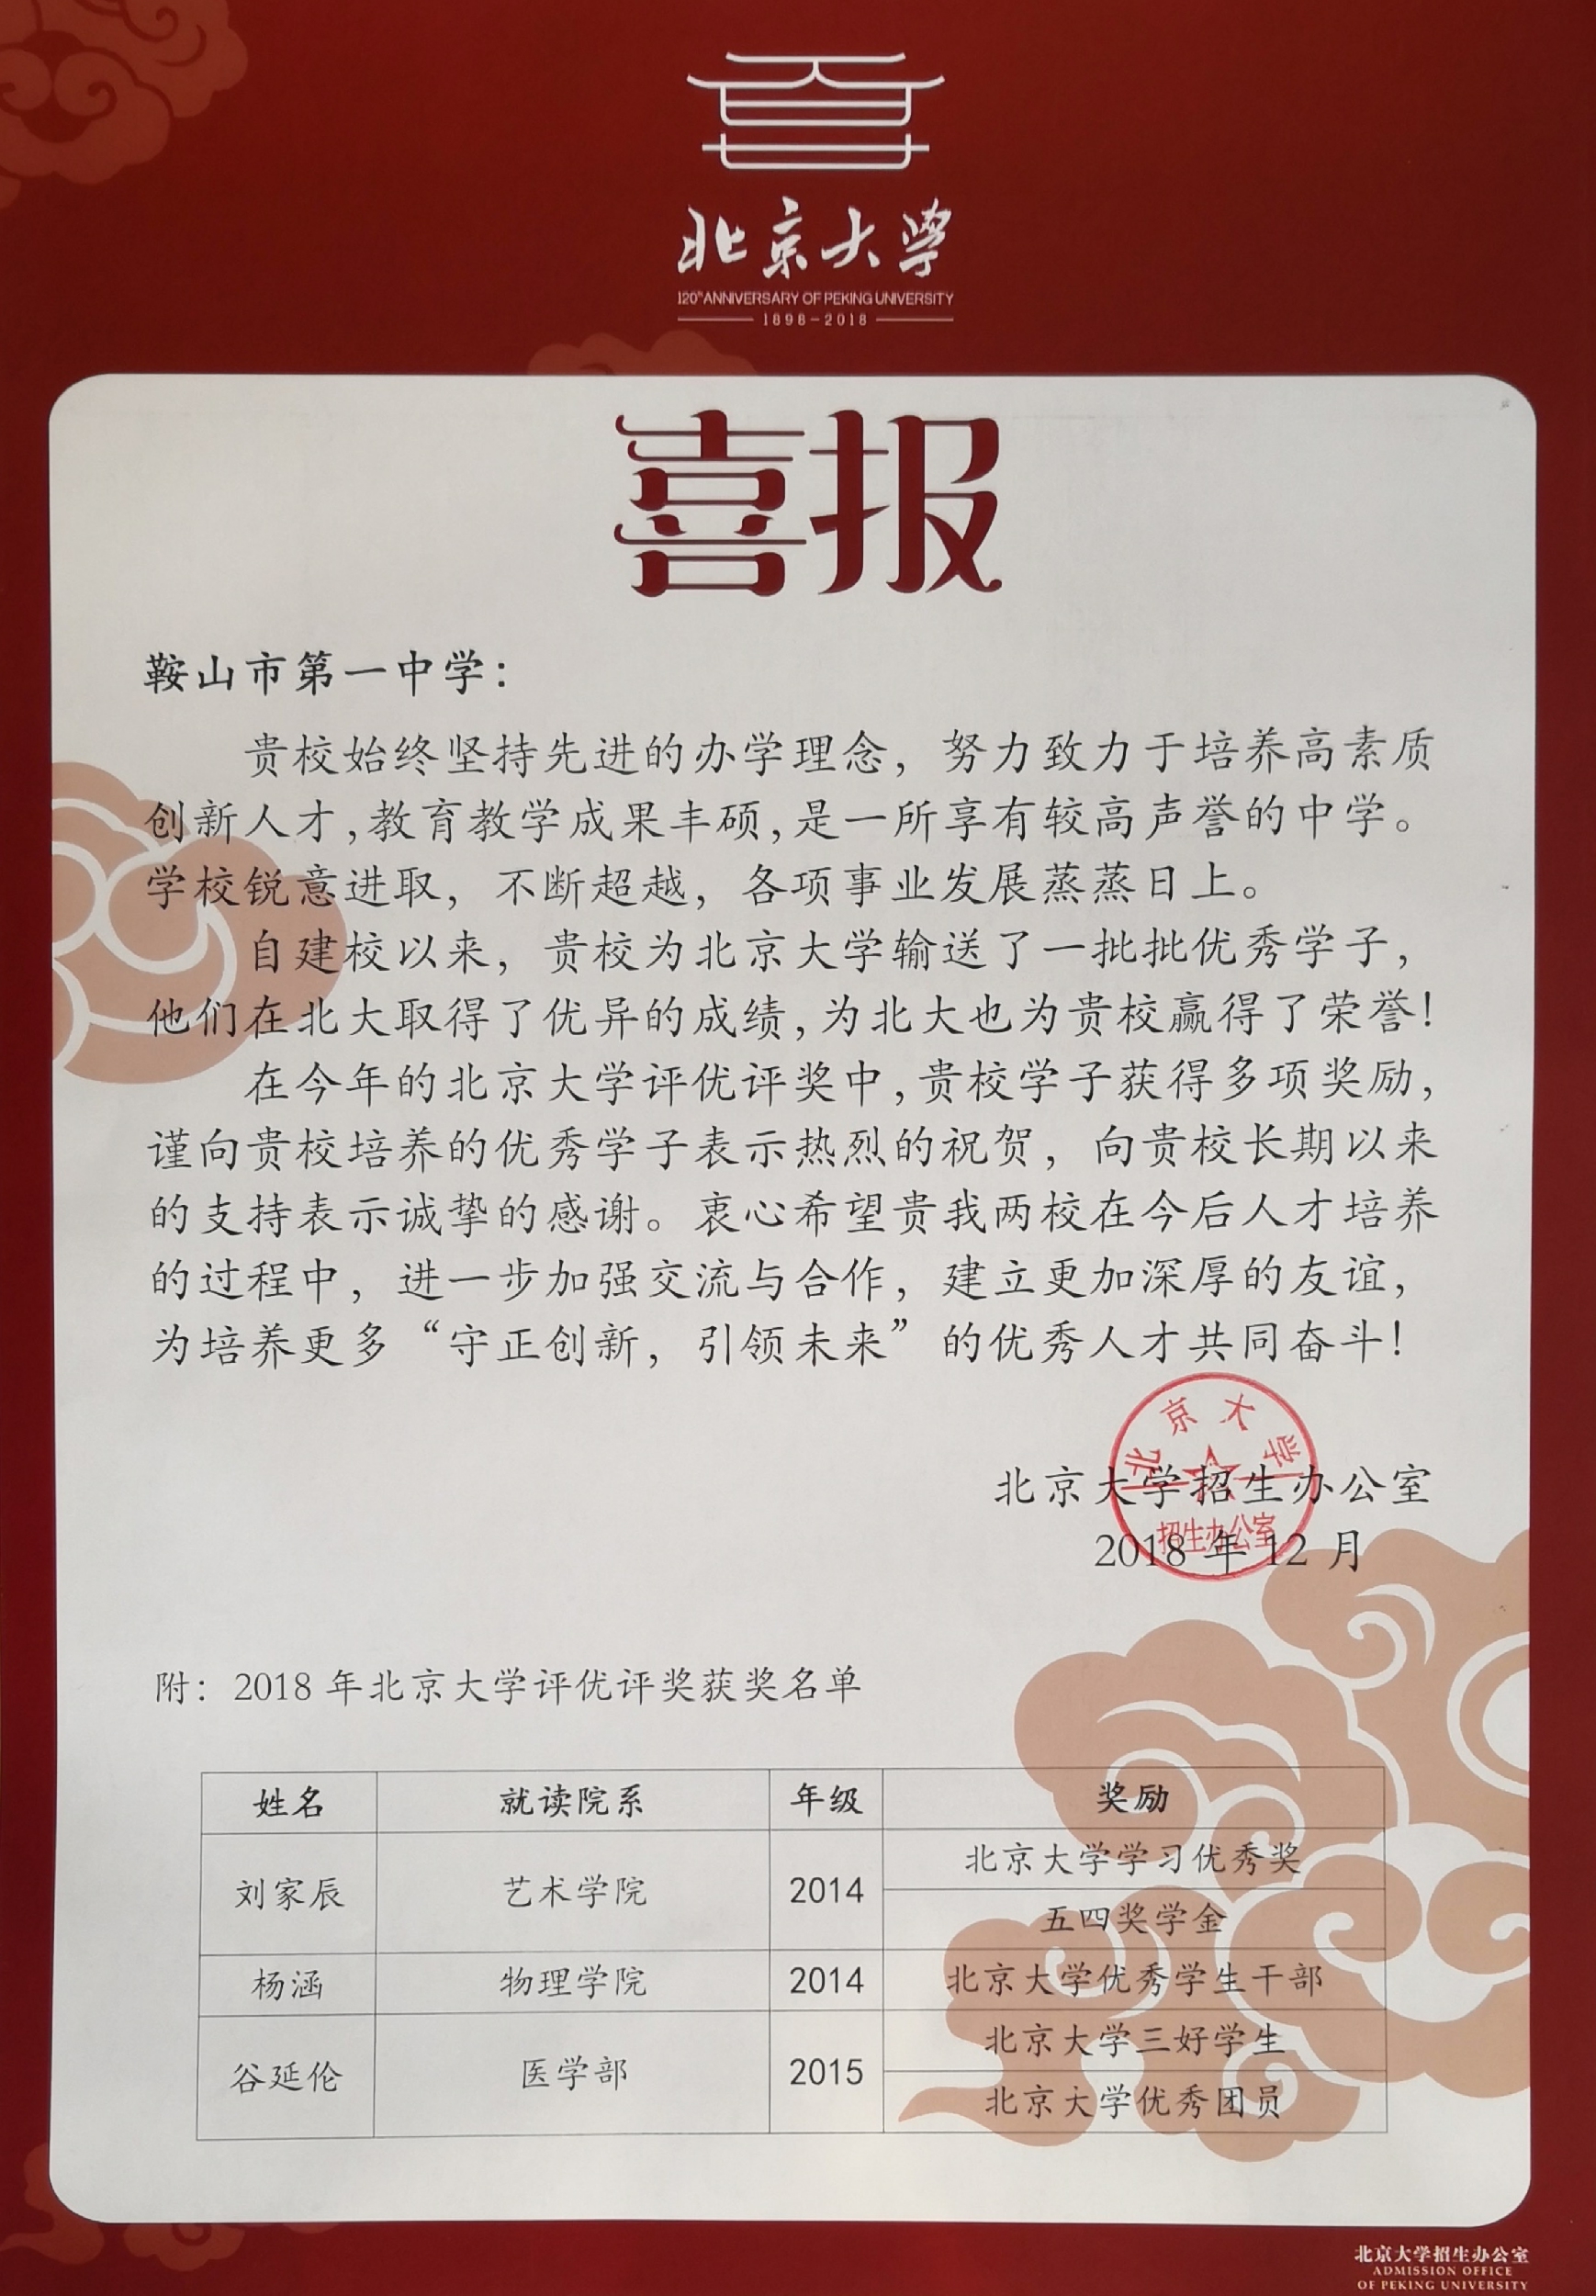 北京大学
120th ANNIVERSARY OF PEKING UNIVERSITY
1898-2018
喜报
鞍山市第一中学：
贵校始终坚持先进的办学理念，努力致力于培养高素质
创新人才,教育教学成果丰硕,是一所享有较高声誉的中学。
学校锐意进取，不断超越，各项事业发展蒸蒸日上。
自建校以来，贵校为北京大学输送了一批批优秀学子，
他们在北大取得了优异的成绩,为北大也为贵校赢得了荣誉！
在今年的北京大学评优评奖中,贵校学子获得多项奖励，
谨向贵校培养的优秀学子表示热烈的祝贺，向贵校长期以来
的支持表示诚挚的感谢。衷心希望贵我两校在今后人才培养
的过程中，进一步加强交流与合作，建立更加深厚的友谊，
为培养更多“守正创新，引领未来”的优秀人才共同奋斗！
北京大学
北京大学招生办公室
招生办公室
2018 年 12 月
附：2018 年北京大学评优评奖获奖名单
姓名 就读院系 年级 奖励
刘家辰 艺术学院 2014 北京大学学习优秀奖
五四奖学金
杨涵 物理学院 2014 北京大学优秀学生干部
谷延伦 医学部 2015 北京大学三好学生
北京大学优秀团员
北京大学招生办公室
ADMISSION OFFICE
OF PEKING UNIVERSITY